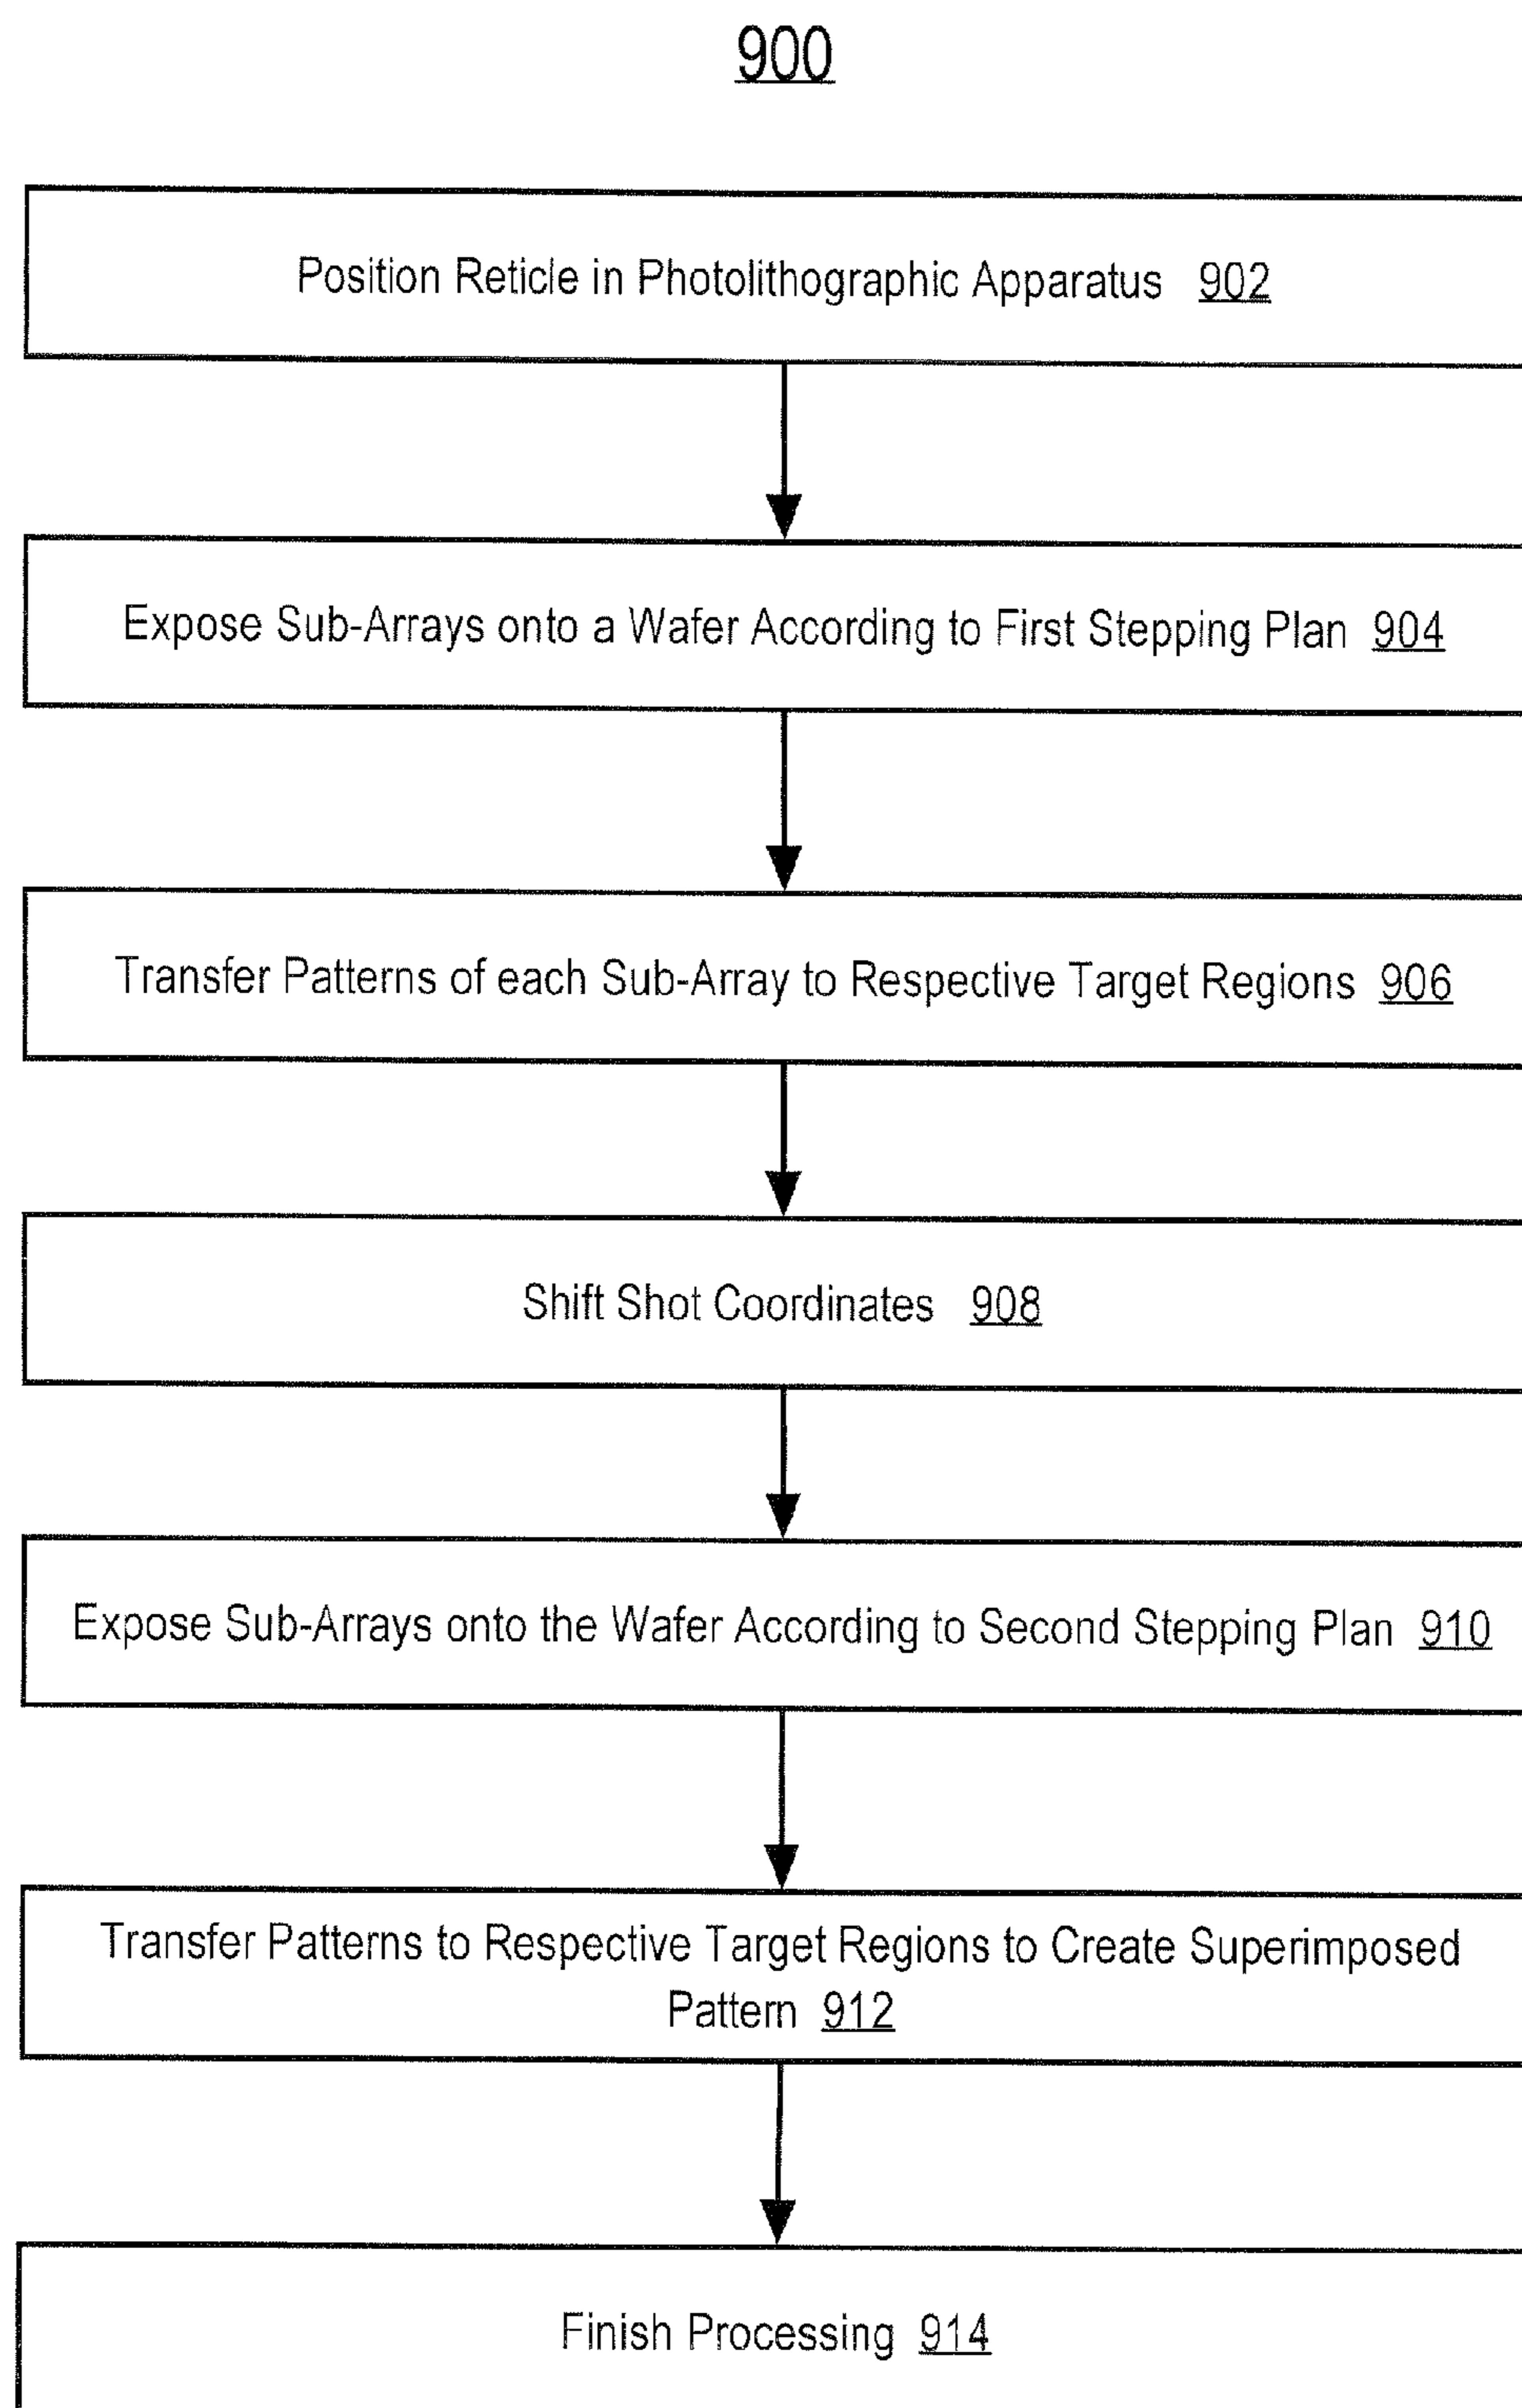 900
Position Reticle in Photolithographic Apparatus 902
Expose Sub-Arrays onto a Wafer According to First Stepping Plan 904
Transfer Patterns of each Sub-Array to Respective Target Regions 906
Shift Shot Coordinates 908
Expose Sub-Arrays onto the Wafer According to Second Stepping Plan 910
Transfer Patterns to Respective Target Regions to Create Superimposed
Pattern 912
Finish Processing 914